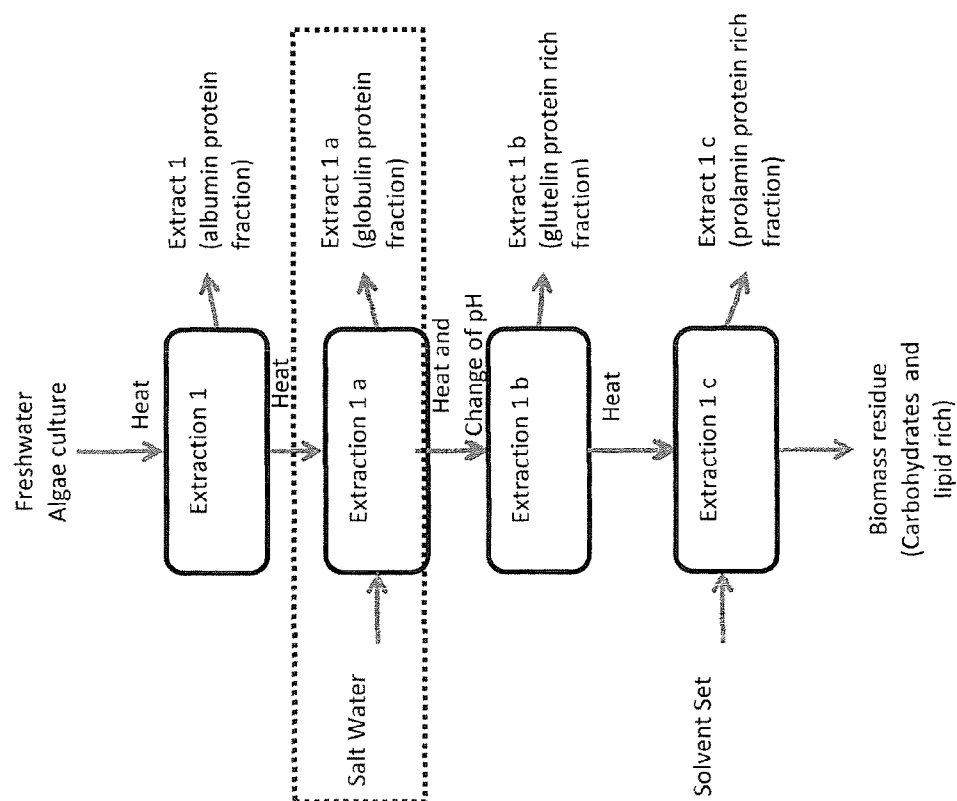 Freshwater
Algae culture
Heat
Extraction 1
Extract 1
(albumin protein
fraction)
Heat
Salt Water
Extraction 1 a
Extract 1 a
(globulin protein
fraction)
Heat and
Change of pH
Extraction 1 b
Extract 1 b
(glutelin protein rich
fraction)
Heat
Solvent Set
Extraction 1 c
Extract 1 c
(prolamin protein rich
fraction)
Biomass residue
(Carbohydrates and
lipid rich)